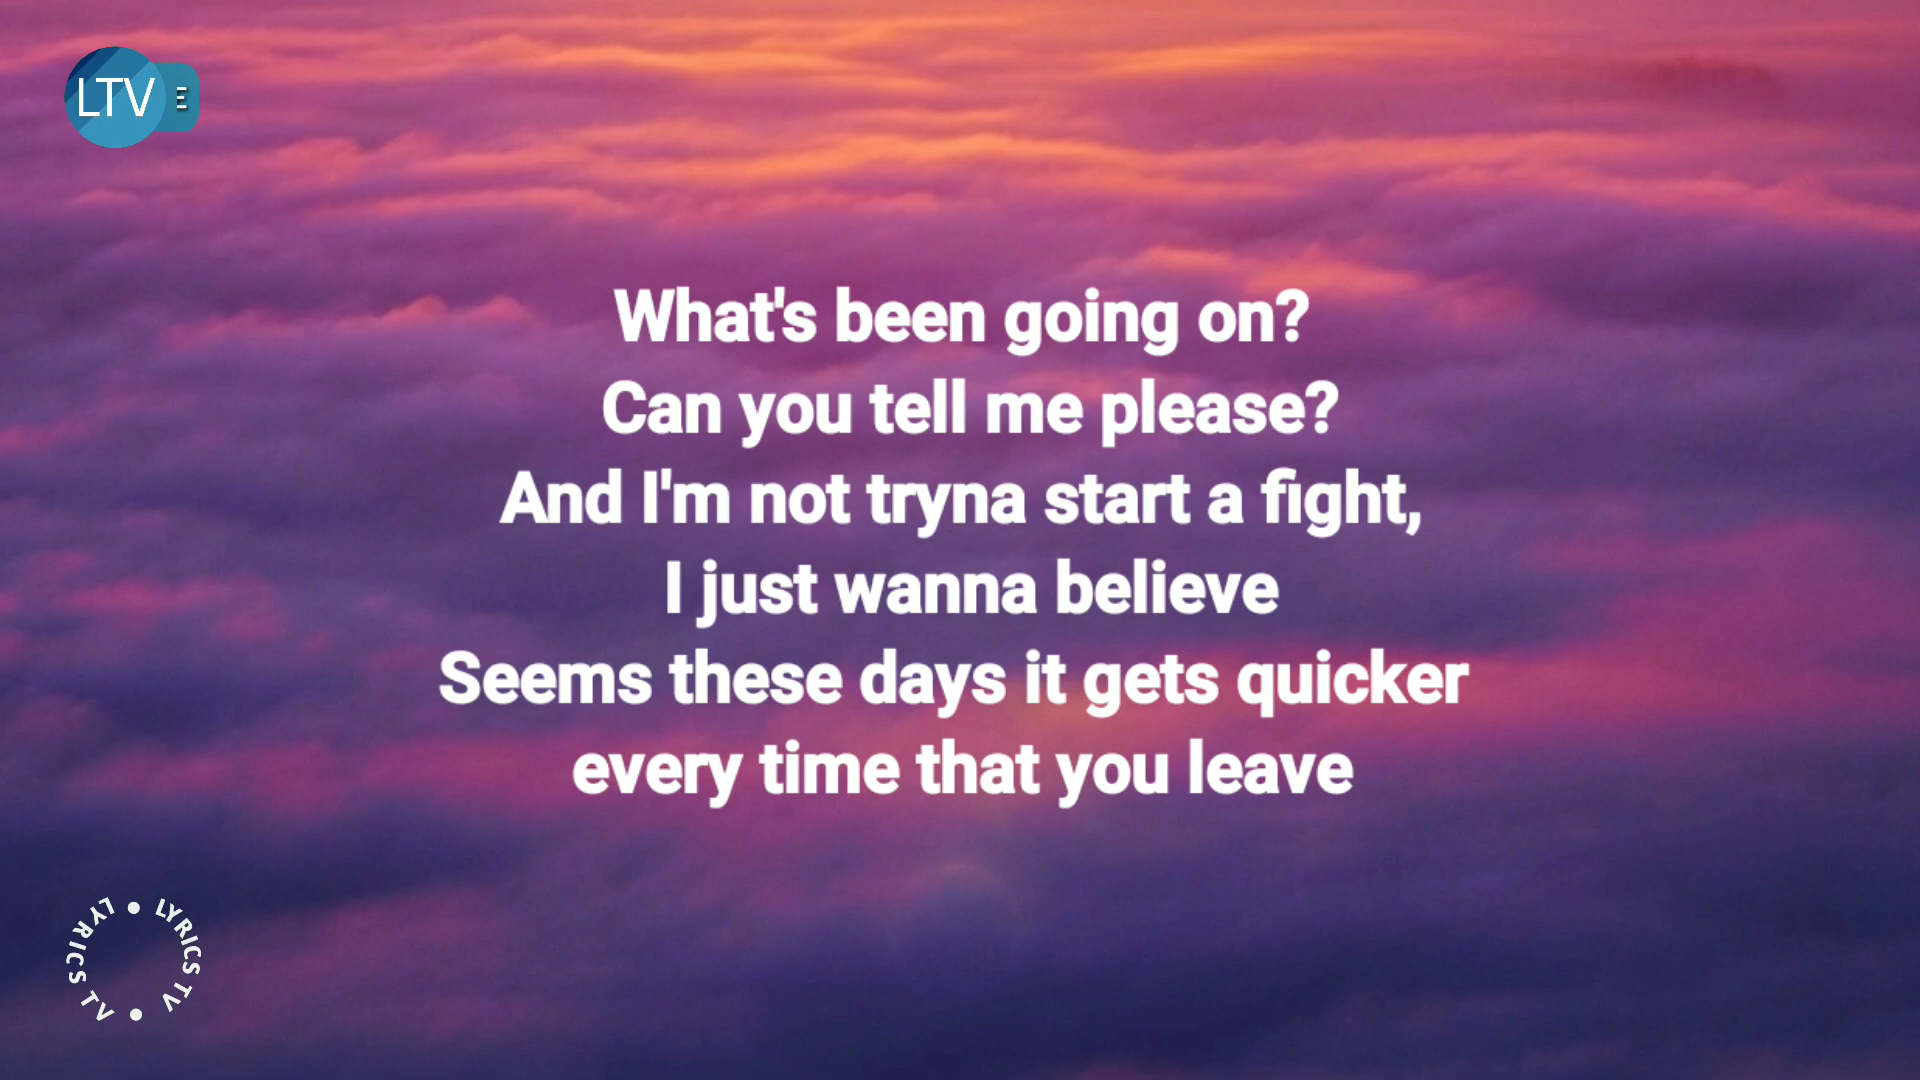 LTV E
What's been going on?
Can you tell me please?
And I'm not tryna start a fight,
I just wanna believe
Seems these days it gets quicker
every time that you leave
LYRICS TV • LYRICS TV •